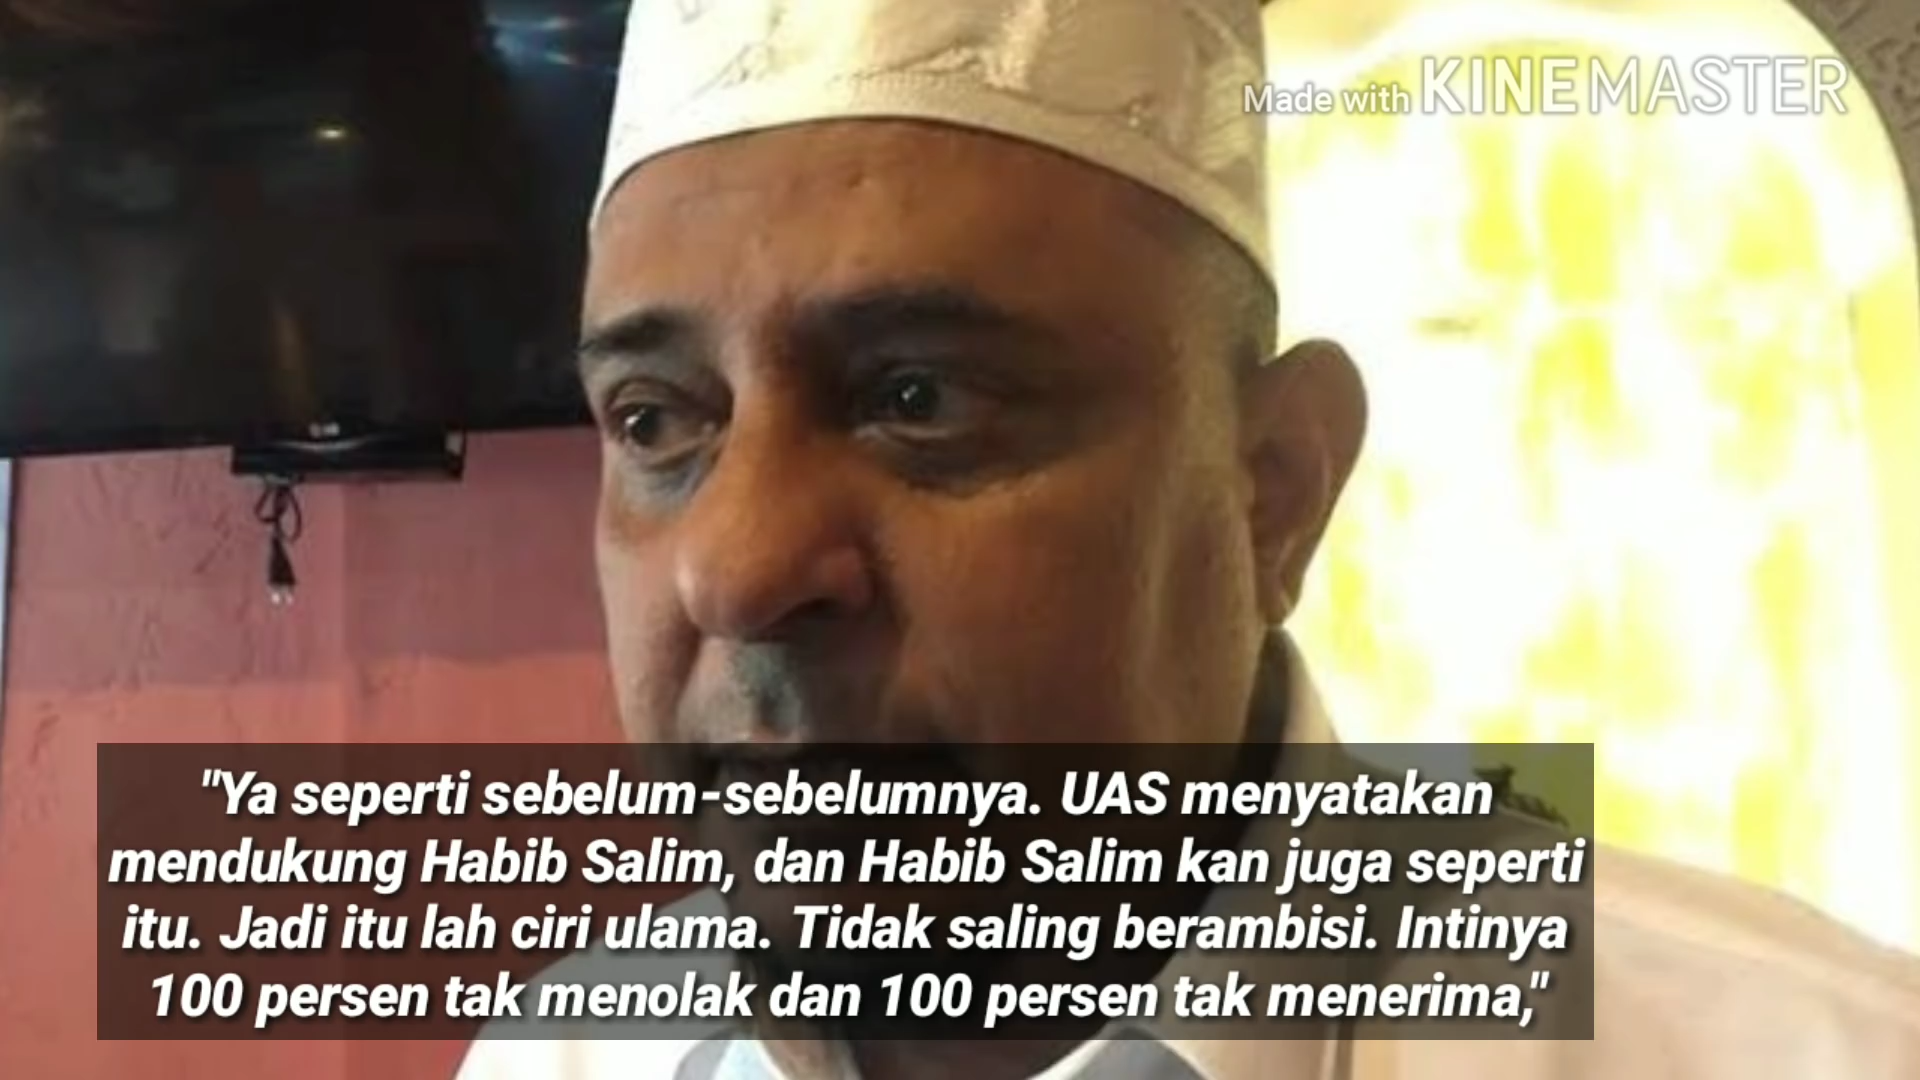 Made with KINEMASTER
"Ya seperti sebelum-sebelumnya. UAS menyatakan
mendukung Habib Salim, dan Habib Salim kan juga seperti
itu. Jadi itu lah ciri ulama. Tidak saling berambisi. Intinya
100 persen tak menolak dan 100 persen tak menerima,"